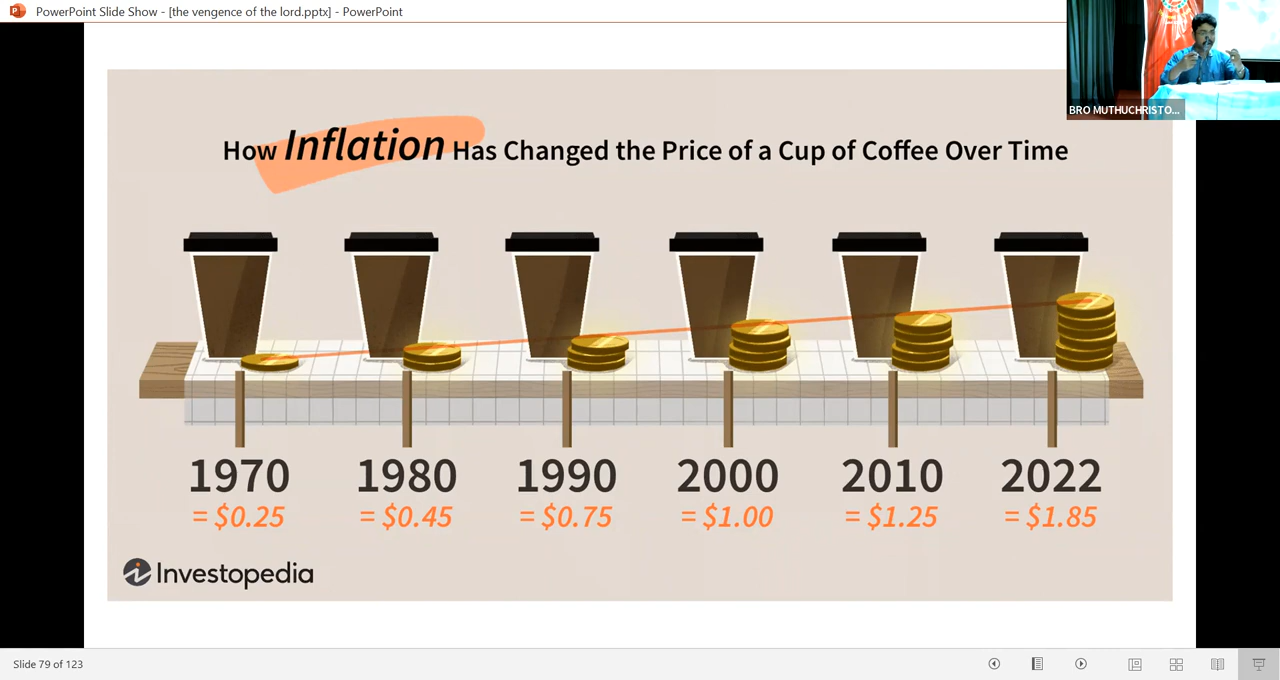 PowerPoint Slide Show - [the vengence of the lord.pptx] - PowerPoint
BRO MUTHUCHRISTO...
How Inflation Has Changed the Price of a Cup of Coffee Over Time
1970 1980 1990 2000 2010 2022
= $0.25 = $0.45 = $0.75 = $1.00 = $1.25 = $1.85
Investopedia
Slide 79 of 123